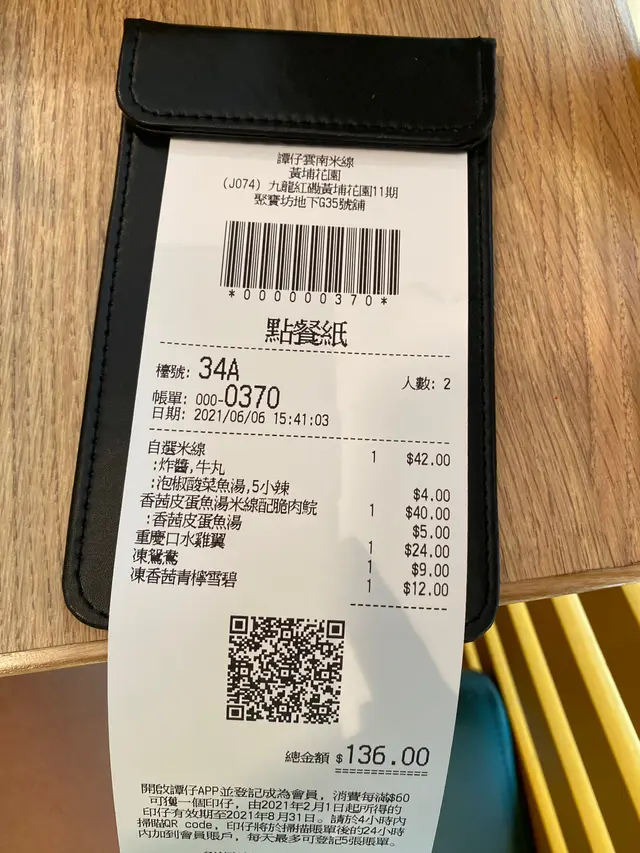 譚仔雲南米線
黃埔花園
(J074) 九龍紅磡黃埔花園11期
聚寶坊地下G35號舖
*000000370*
點餐紙
檯號: 34A 人數: 2
帳單: 000-0370
日期: 2021/06/06 15:41:03
自選米線 1 $42.00
:炸醬,牛丸
:泡椒酸菜魚湯,5小辣 $4.00
香茜皮蛋魚湯米線配脆肉鯇 1 $40.00
:香茜皮蛋魚湯 $5.00
重慶口水雞翼 1 $24.00
凍鴛鴦 1 $9.00
凍香茜青檸雪碧 1 $12.00
總金額 $136.00
開啟譚仔APP並登記成為會員, 消費每滿$60
可獲一個印仔, 由2021年2月1日起所得的
印仔有效期至2021年8月31日。請於4小時內
掃瞄QR code, 印仔將於掃描賬單後的24小時
內加到會員賬戶, 每天最多可登記5張賬單。